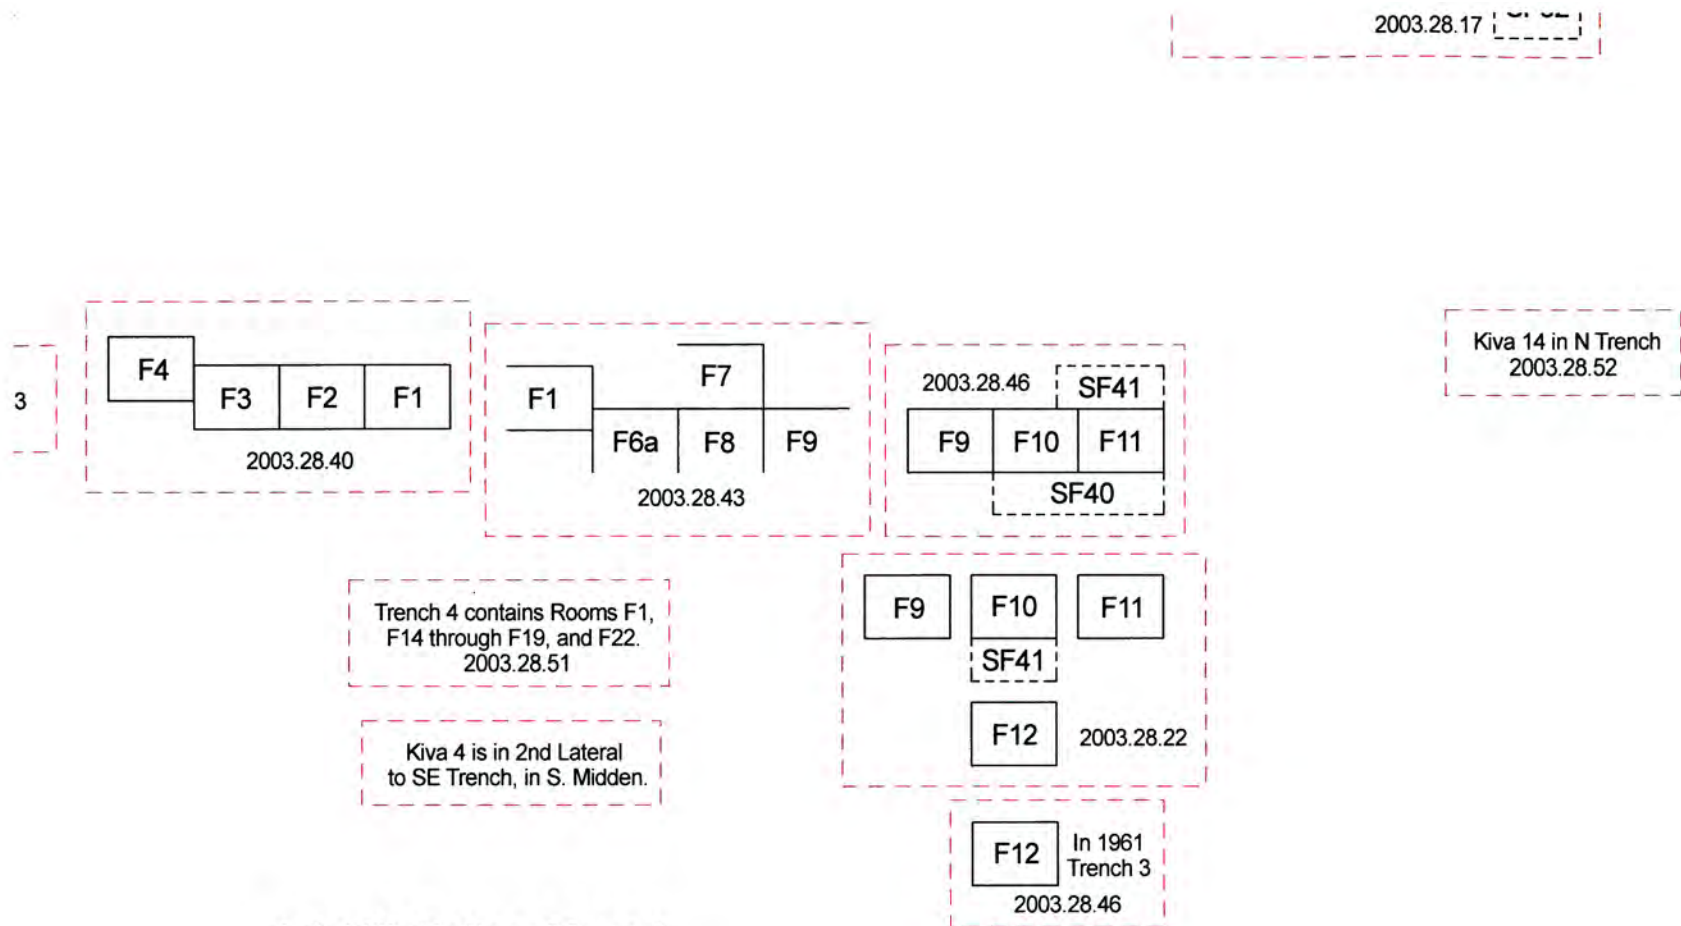 2003.28.17
3
F4
F3 F2 F1
2003.28.40
F7
F1
F6a F8 F9
2003.28.43
2003.28.46 SF41
F9 F10 F11
SF40
Kiva 14 in N Trench
2003.28.52
Trench 4 contains Rooms F1,
F14 through F19, and F22.
2003.28.51
F9 F10 F11
SF41
F12 2003.28.22
Kiva 4 is in 2nd Lateral
to SE Trench, in S. Midden.
F12 In 1961
Trench 3
2003.28.46